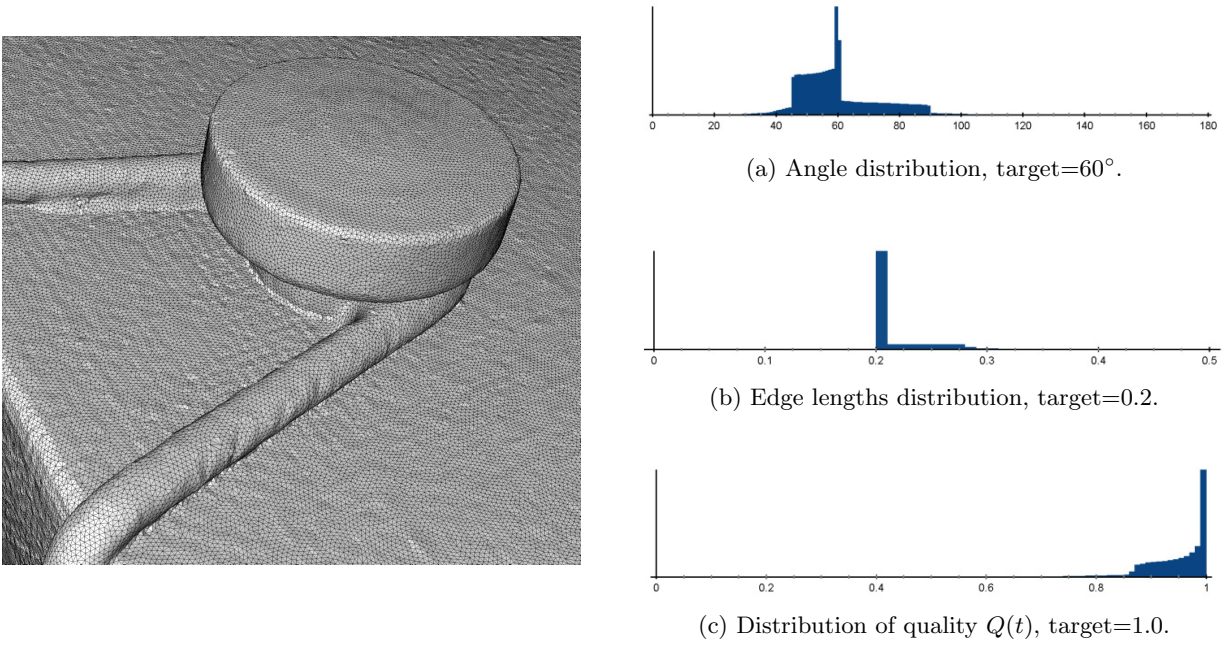 0 20 40 60 80 100 120 140 160 180
(a) Angle distribution, target=60°.
0 0.1 0.2 0.3 0.4 0.5
(b) Edge lengths distribution, target=0.2.
0 0.2 0.4 0.6 0.8 1
(c) Distribution of quality Q(t), target=1.0.